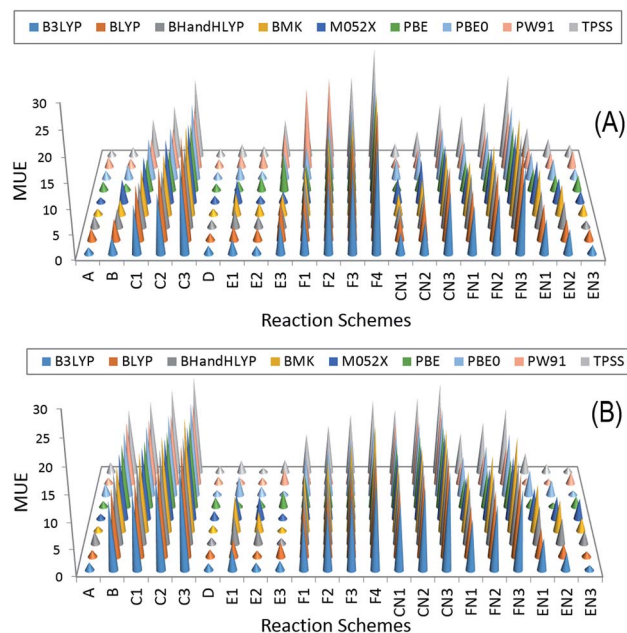 B3LYP BLYP BHandHLYP BMK M052X PBE PBE0 PW91 TPSS
(A)
30
25
20
15
10
5
0
MUE
A B C1 C2 C3 D E1 E2 E3 F1 F2 F3 F4 CN1 CN2 CN3 FN1 FN2 FN3 EN1 EN2 EN3
Reaction Schemes
B3LYP BLYP BHandHLYP BMK M052X PBE PBE0 PW91 TPSS
(B)
30
25
20
15
10
5
0
MUE
A B C1 C2 C3 D E1 E2 E3 F1 F2 F3 F4 CN1 CN2 CN3 FN1 FN2 FN3 EN1 EN2 EN3
Reaction Schemes